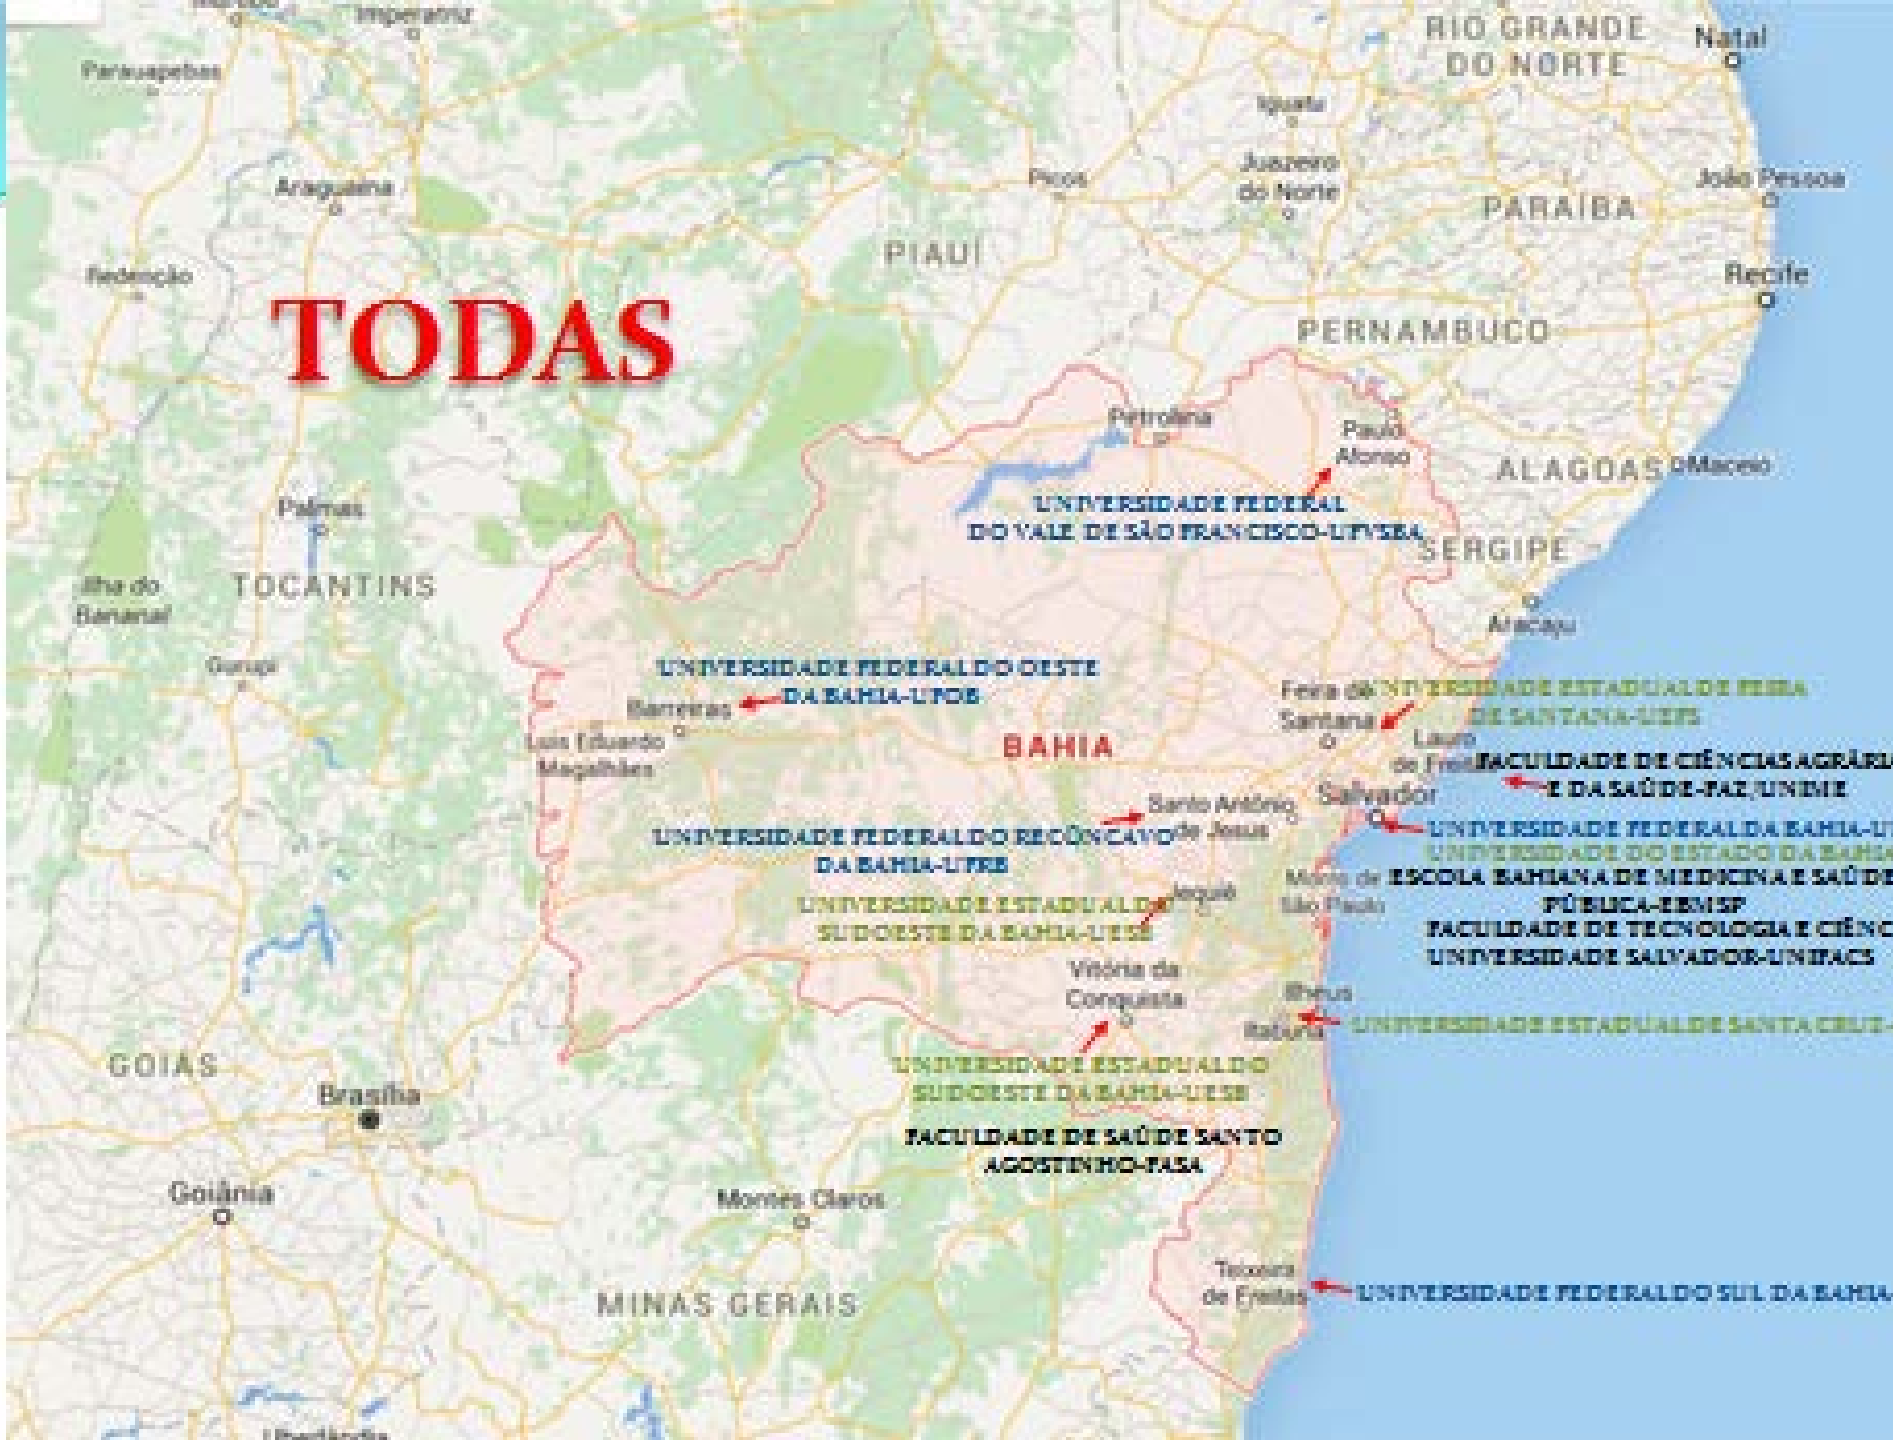 Imperatriz
RIO GRANDE
DO NORTE
Natal
Parauapebas
Iguatu
Juazeiro
do Norte
Picos
João Pessoa
Araguaína
PARAÍBA
PIAUÍ
Redenção
Recife
TODAS
PERNAMBUCO
Petrolina
Paulo
Afonso
ALAGOAS
Maceió
Palmas
UNIVERSIDADE FEDERAL
DO VALE DE SÃO FRANCISCO-UFVSBA
SERGIPE
Ilha do
Bananal
TOCANTINS
Aracaju
Gurupi
UNIVERSIDADE FEDERAL DO OESTE
DA BAHIA-UFOB
Barreiras
Feira de
Santana
UNIVERSIDADE ESTADUAL DE FEIRA
DE SANTANA-UEFS
Luís Eduardo
Magalhães
BAHIA
Lauro
de Freitas
FACULDADE DE CIÊNCIAS AGRÁRIA
E DA SAÚDE-FAZ/UNIME
Salvador
Santo Antônio
de Jesus
UNIVERSIDADE FEDERAL DO RECÔNCAVO
DA BAHIA-UFRB
UNIVERSIDADE FEDERAL DA BAHIA-U
UNIVERSIDADE DO ESTADO DA BAHIA
Morro de
São Paulo
ESCOLA BAHIANA DE MEDICINA E SAÚDE
PÚBLICA-EBMSP
FACULDADE DE TECNOLOGIA E CIÊNC
UNIVERSIDADE SALVADOR-UNIFACS
Jequié
UNIVERSIDADE ESTADUAL DO
SUDOESTE DA BAHIA-UESB
Vitória da
Conquista
Ilhéus
Itabuna
UNIVERSIDADE ESTADUAL DE SANTA CRUZ-
UNIVERSIDADE ESTADUAL DO
SUDOESTE DA BAHIA-UESB
GOIÁS
Brasília
FACULDADE DE SAÚDE SANTO
AGOSTINHO-FASA
Goiânia
Montes Claros
Teixeira
de Freitas
UNIVERSIDADE FEDERAL DO SUL DA BAHIA-
MINAS GERAIS
Uberlândia